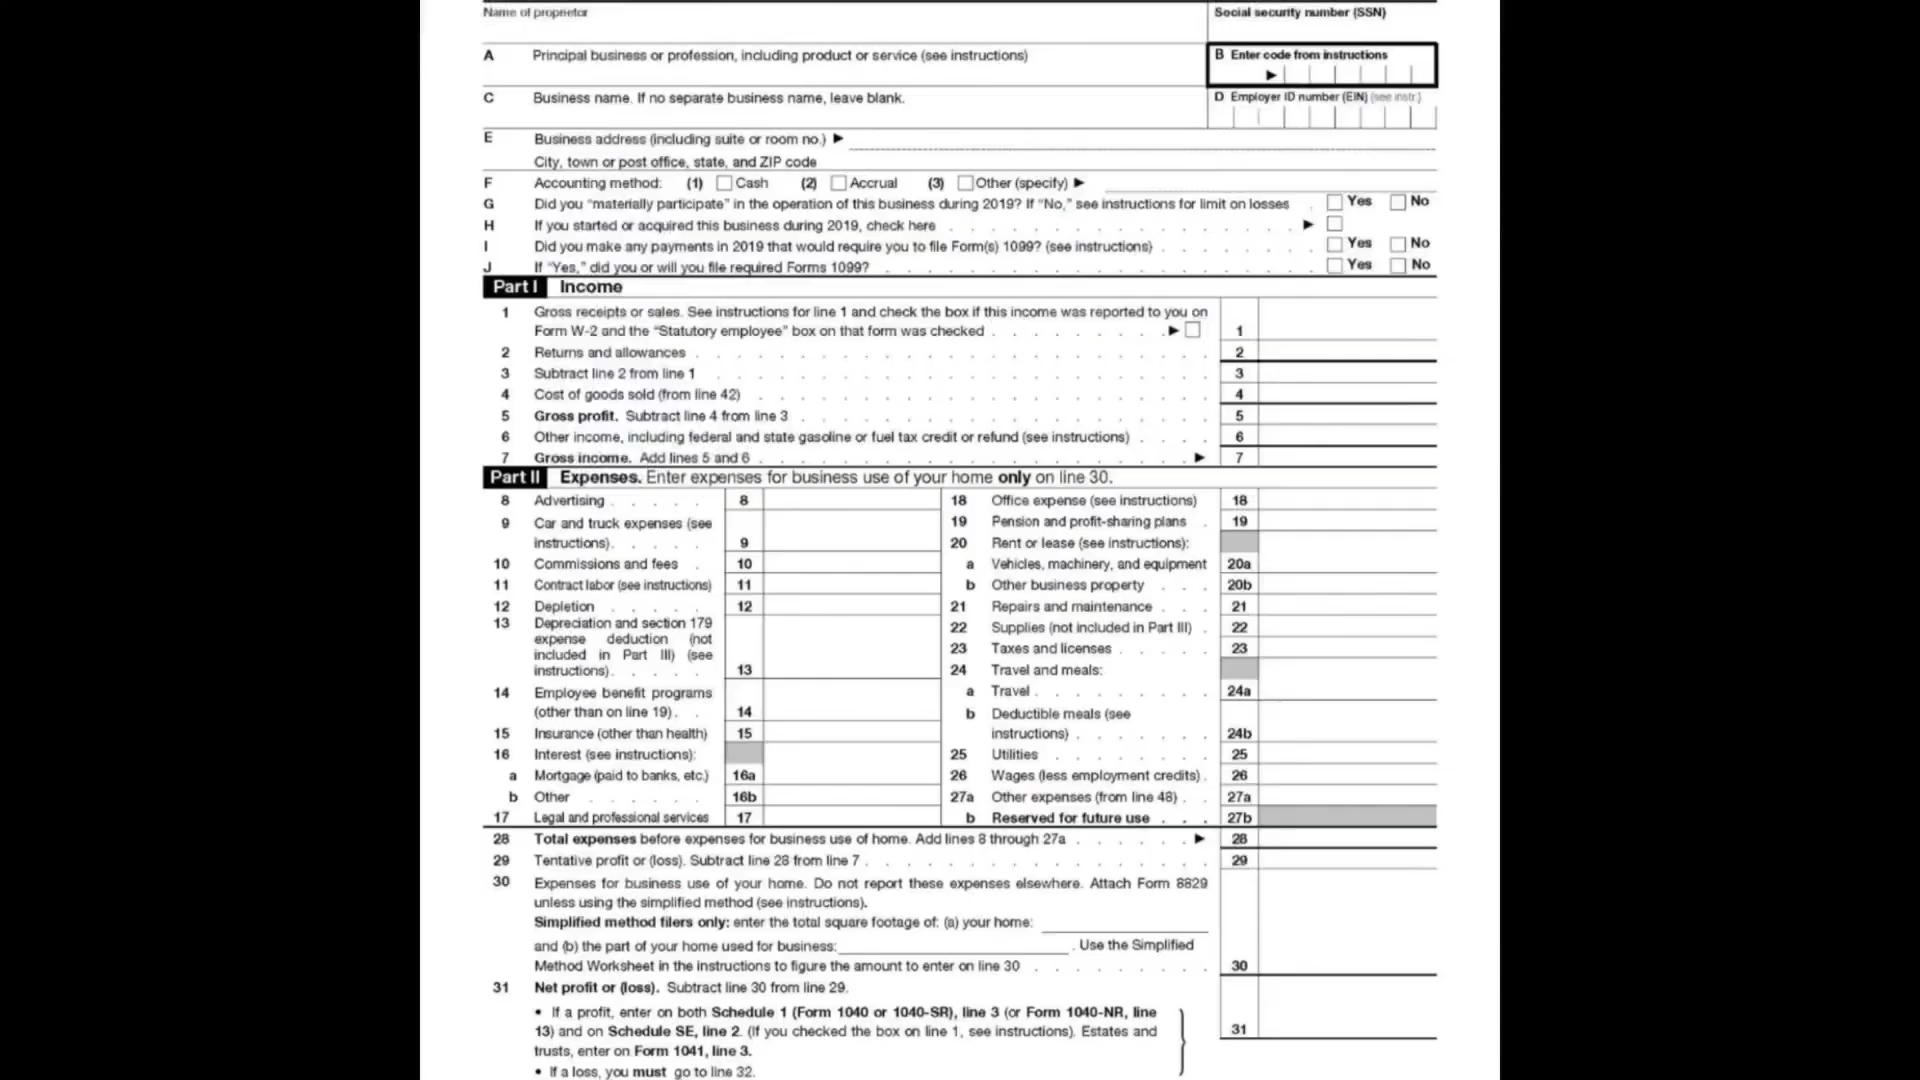 Name of proprietor Social security number (SSN)
A Principal business or profession, including product or service (see instructions) B Enter code from instructions
▶
C Business name. If no separate business name, leave blank. D Employer ID number (EIN) (see instr.)
E Business address (including suite or room no.) ▶
City, town or post office, state, and ZIP code
F Accounting method: (1) Cash (2) Accrual (3) Other (specify) ▶
G Did you “materially participate” in the operation of this business during 2019? If “No,” see instructions for limit on losses . Yes No
H If you started or acquired this business during 2019, check here ▶
I Did you make any payments in 2019 that would require you to file Form(s) 1099? (see instructions) Yes No
J If “Yes,” did you or will you file required Forms 1099? Yes No
Part I Income
1 Gross receipts or sales. See instructions for line 1 and check the box if this income was reported to you on
Form W-2 and the “Statutory employee” box on that form was checked ▶ 1
2 Returns and allowances 2
3 Subtract line 2 from line 1 3
4 Cost of goods sold (from line 42) 4
5 Gross profit. Subtract line 4 from line 3 5
6 Other income, including federal and state gasoline or fuel tax credit or refund (see instructions) 6
7 Gross income. Add lines 5 and 6 ▶ 7
Part II Expenses. Enter expenses for business use of your home only on line 30.
8 Advertising 8
9 Car and truck expenses (see
instructions) 9
10 Commissions and fees 10
11 Contract labor (see instructions) 11
12 Depletion 12
13 Depreciation and section 179
expense deduction (not
included in Part III) (see
instructions) 13
14 Employee benefit programs
(other than on line 19) 14
15 Insurance (other than health) 15
16 Interest (see instructions):
a Mortgage (paid to banks, etc.) 16a
b Other 16b
17 Legal and professional services 17
18 Office expense (see instructions) 18
19 Pension and profit-sharing plans 19
20 Rent or lease (see instructions):
a Vehicles, machinery, and equipment 20a
b Other business property 20b
21 Repairs and maintenance 21
22 Supplies (not included in Part III) 22
23 Taxes and licenses 23
24 Travel and meals:
a Travel 24a
b Deductible meals (see
instructions) 24b
25 Utilities 25
26 Wages (less employment credits) 26
27a Other expenses (from line 48) 27a
b Reserved for future use 27b
28 Total expenses before expenses for business use of home. Add lines 8 through 27a ▶ 28
29 Tentative profit or (loss). Subtract line 28 from line 7 29
30 Expenses for business use of your home. Do not report these expenses elsewhere. Attach Form 8829
unless using the simplified method (see instructions).
Simplified method filers only: enter the total square footage of: (a) your home:
and (b) the part of your home used for business: . Use the Simplified
Method Worksheet in the instructions to figure the amount to enter on line 30 30
31 Net profit or (loss). Subtract line 30 from line 29.
• If a profit, enter on both Schedule 1 (Form 1040 or 1040-SR), line 3 (or Form 1040-NR, line
13) and on Schedule SE, line 2. (If you checked the box on line 1, see instructions). Estates and 31
trusts, enter on Form 1041, line 3.
• If a loss, you must go to line 32.